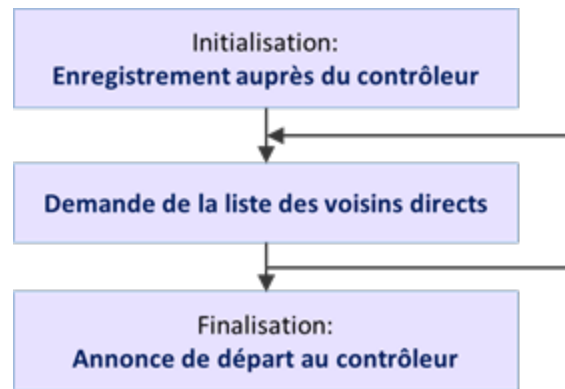 Initialisation:
Enregistrement auprès du contrôleur
Demande de la liste des voisins directs
Finalisation:
Annonce de départ au contrôleur